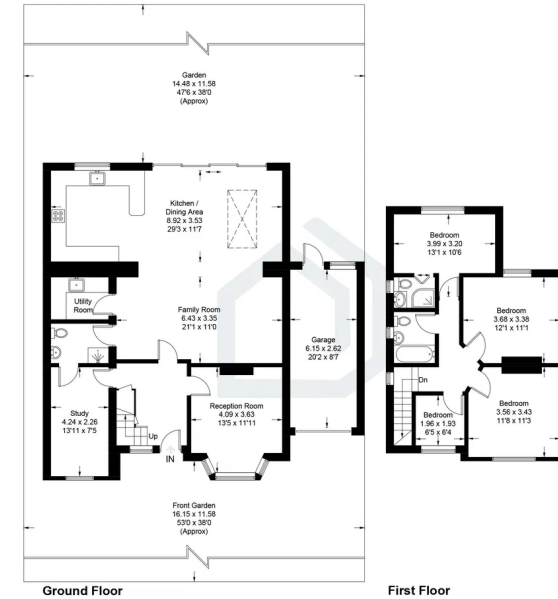 Garden
14.48 x 11.58
47'6 x 38'0
(Approx)
Kitchen /
Dining Area
8.92 x 3.53
29'3 x 11'7
Utility
Room
Family Room
6.43 x 3.35
21'1 x 11'0
Garage
6.15 x 2.62
20'2 x 8'7
Study
4.24 x 2.26
13'11 x 7'5
Reception Room
4.09 x 3.63
13'5 x 11'11
Up
IN
Front Garden
16.15 x 11.58
53'0 x 38'0
(Approx)
Ground Floor
Bedroom
3.99 x 3.20
13'1 x 10'6
Bedroom
3.68 x 3.38
12'1 x 11'1
Dn
Bedroom
3.56 x 3.43
11'8 x 11'3
Bedroom
1.96 x 1.93
6'5 x 6'4
First Floor